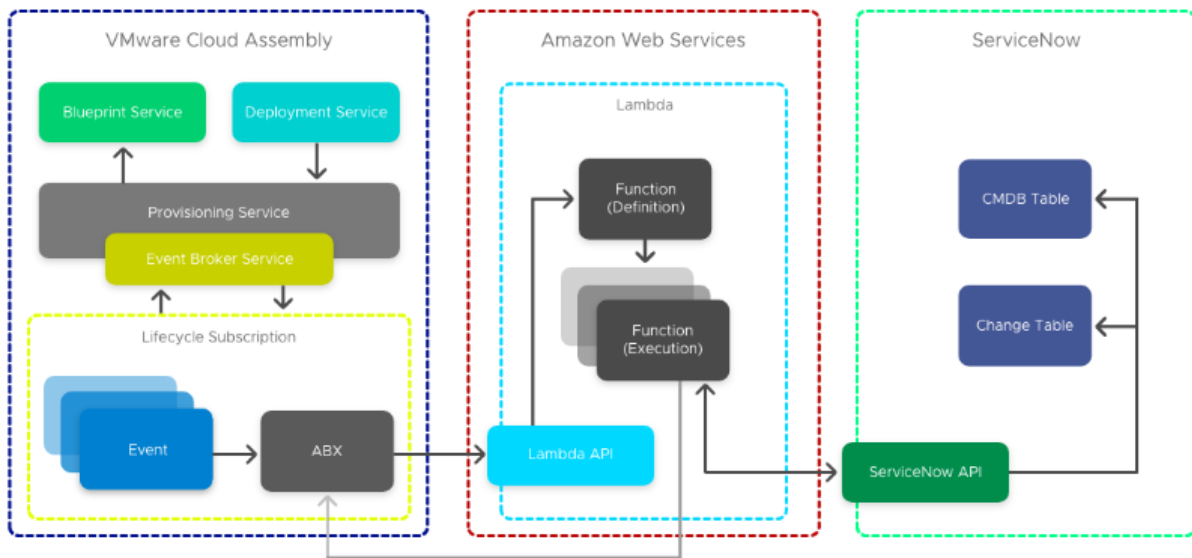 VMware Cloud Assembly
Blueprint Service
Deployment Service
Provisioning Service
Event Broker Service
Lifecycle Subscription
Event
ABX
Amazon Web Services
Lambda
Function
(Definition)
Function
(Execution)
Lambda API
ServiceNow
CMDB Table
Change Table
ServiceNow API